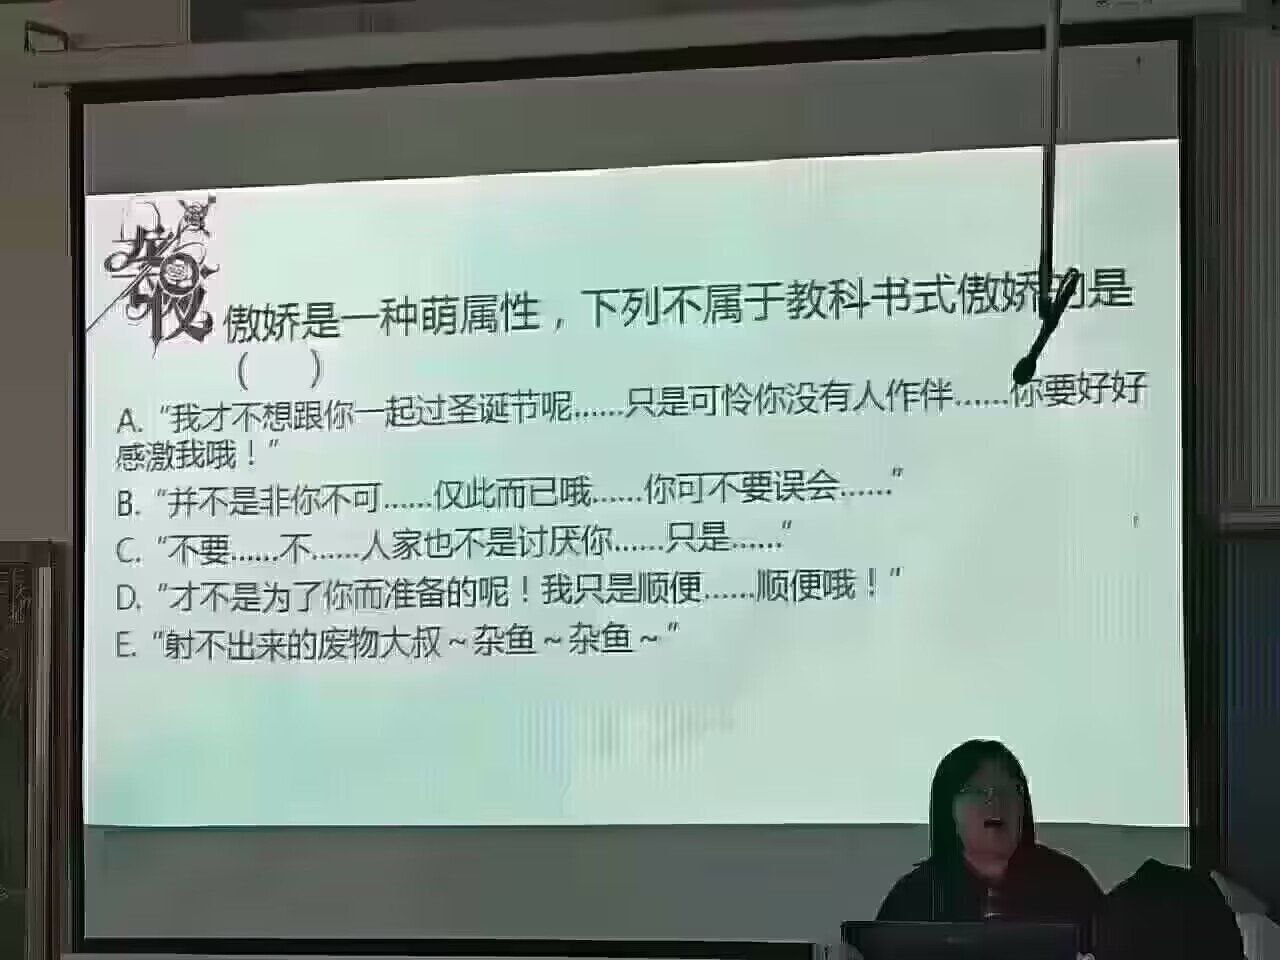 傲娇是一种萌属性，下列不属于教科书式傲娇的是
（　）
A.“我才不想跟你一起过圣诞节呢……只是可怜你没有人作伴……你要好好
感激我哦！”
B.“并不是非你不可……仅此而已哦……你可不要误会……”
C.“不要……不……人家也不是讨厌你……只是……”
D.“才不是为了你而准备的呢！我只是顺便……顺便哦！”
E.“射不出来的废物大叔～杂鱼～杂鱼～”